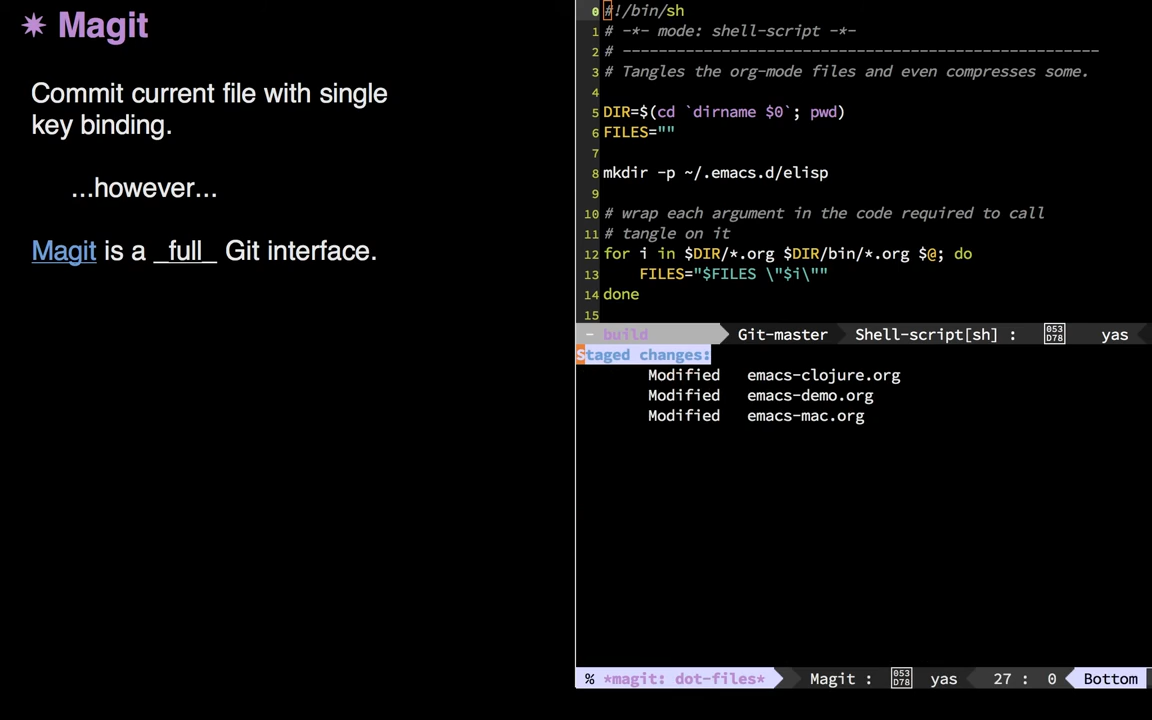 ✷ Magit
Commit current file with single
key binding.
...however...
Magit is a _full_ Git interface.
0 #!/bin/sh
1 # -*- mode: shell-script -*-
2 # -----------------------------------------------------
3 # Tangles the org-mode files and even compresses some.
4
5 DIR=$(cd `dirname $0`; pwd)
6 FILES=""
7
8 mkdir -p ~/.emacs.d/elisp
9
10 # wrap each argument in the code required to call
11 # tangle on it
12 for i in $DIR/*.org $DIR/bin/*.org $@; do
13     FILES="$FILES \"$i\""
14 done
15
- build Git-master Shell-script[sh] : 053D78 yas
Staged changes:
Modified emacs-clojure.org
Modified emacs-demo.org
Modified emacs-mac.org
% *magit: dot-files* Magit : 053D78 yas 27 : 0 Bottom